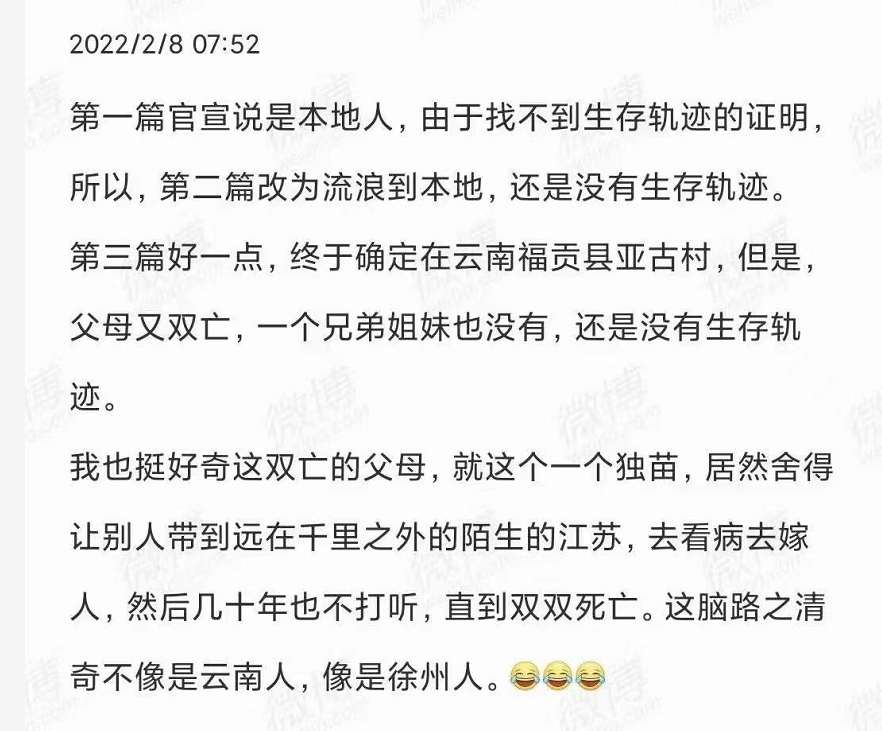 2022/2/8 07:52
第一篇官宣说是本地人，由于找不到生存轨迹的证明，
所以，第二篇改为流浪到本地，还是没有生存轨迹。
第三篇好一点，终于确定在云南福贡县亚古村，但是，
父母又双亡，一个兄弟姐妹也没有，还是没有生存轨
迹。
我也挺好奇这双亡的父母，就这个一个独苗，居然舍得
让别人带到远在千里之外的陌生的江苏，去看病去嫁
人，然后几十年也不打听，直到双双死亡。这脑路之清
奇不像是云南人，像是徐州人。😂😂😂